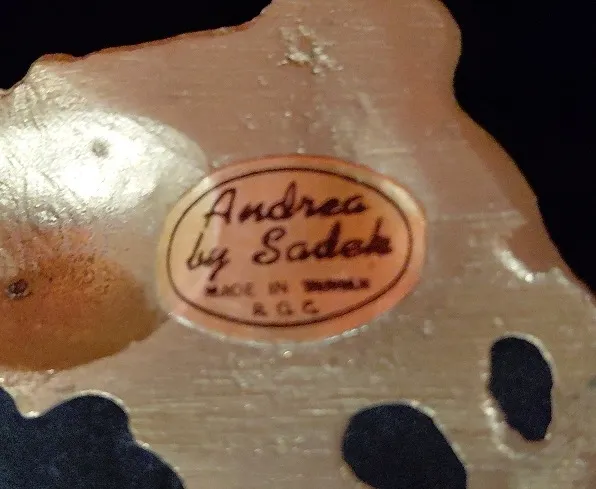 Andrea
by Sadek
MADE IN TAIWAN
R.O.C.